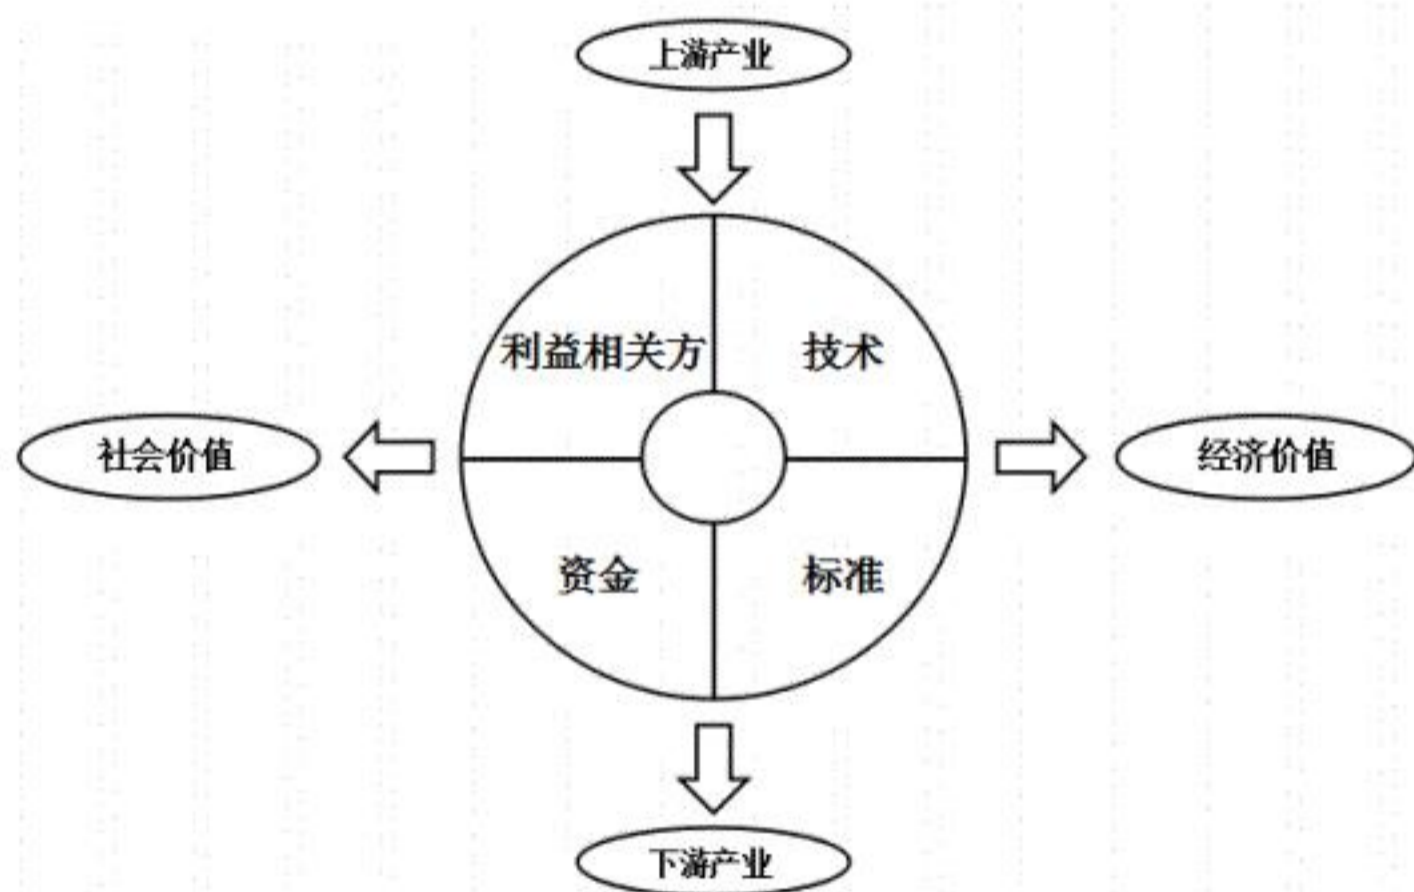 上游产业
利益相关方
技术
社会价值
经济价值
资金
标准
下游产业